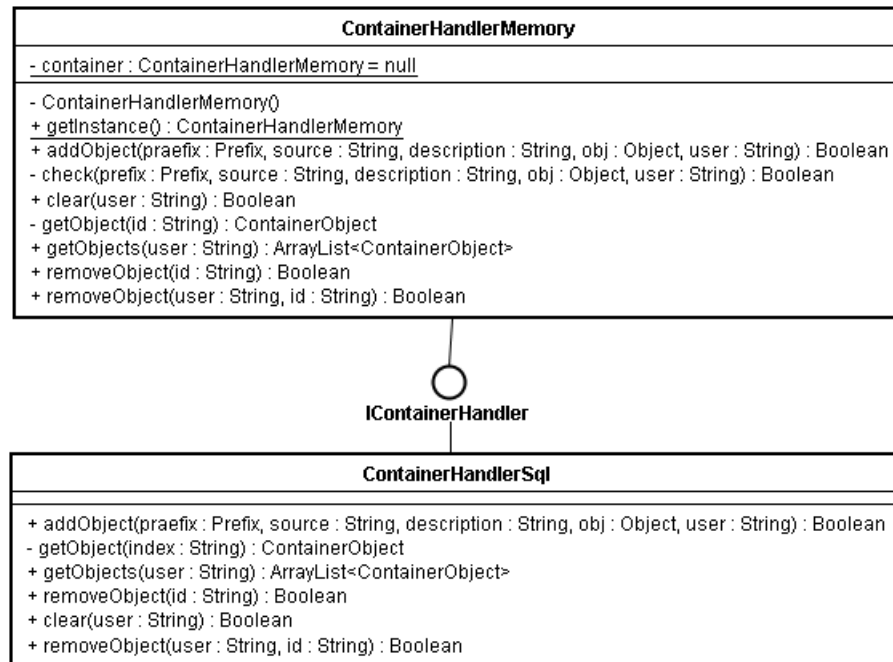 ContainerHandlerMemory
- container : ContainerHandlerMemory = null
- ContainerHandlerMemory()
+ getInstance() : ContainerHandlerMemory
+ addObject(praefix : Prefix, source : String, description : String, obj : Object, user : String) : Boolean
- check(prefix : Prefix, source : String, description : String, obj : Object, user : String) : Boolean
+ clear(user : String) : Boolean
- getObject(id : String) : ContainerObject
+ getObjects(user : String) : ArrayList<ContainerObject>
+ removeObject(id : String) : Boolean
+ removeObject(user : String, id : String) : Boolean
IContainerHandler
ContainerHandlerSql
+ addObject(praefix : Prefix, source : String, description : String, obj : Object, user : String) : Boolean
- getObject(index : String) : ContainerObject
+ getObjects(user : String) : ArrayList<ContainerObject>
+ removeObject(id : String) : Boolean
+ clear(user : String) : Boolean
+ removeObject(user : String, id : String) : Boolean